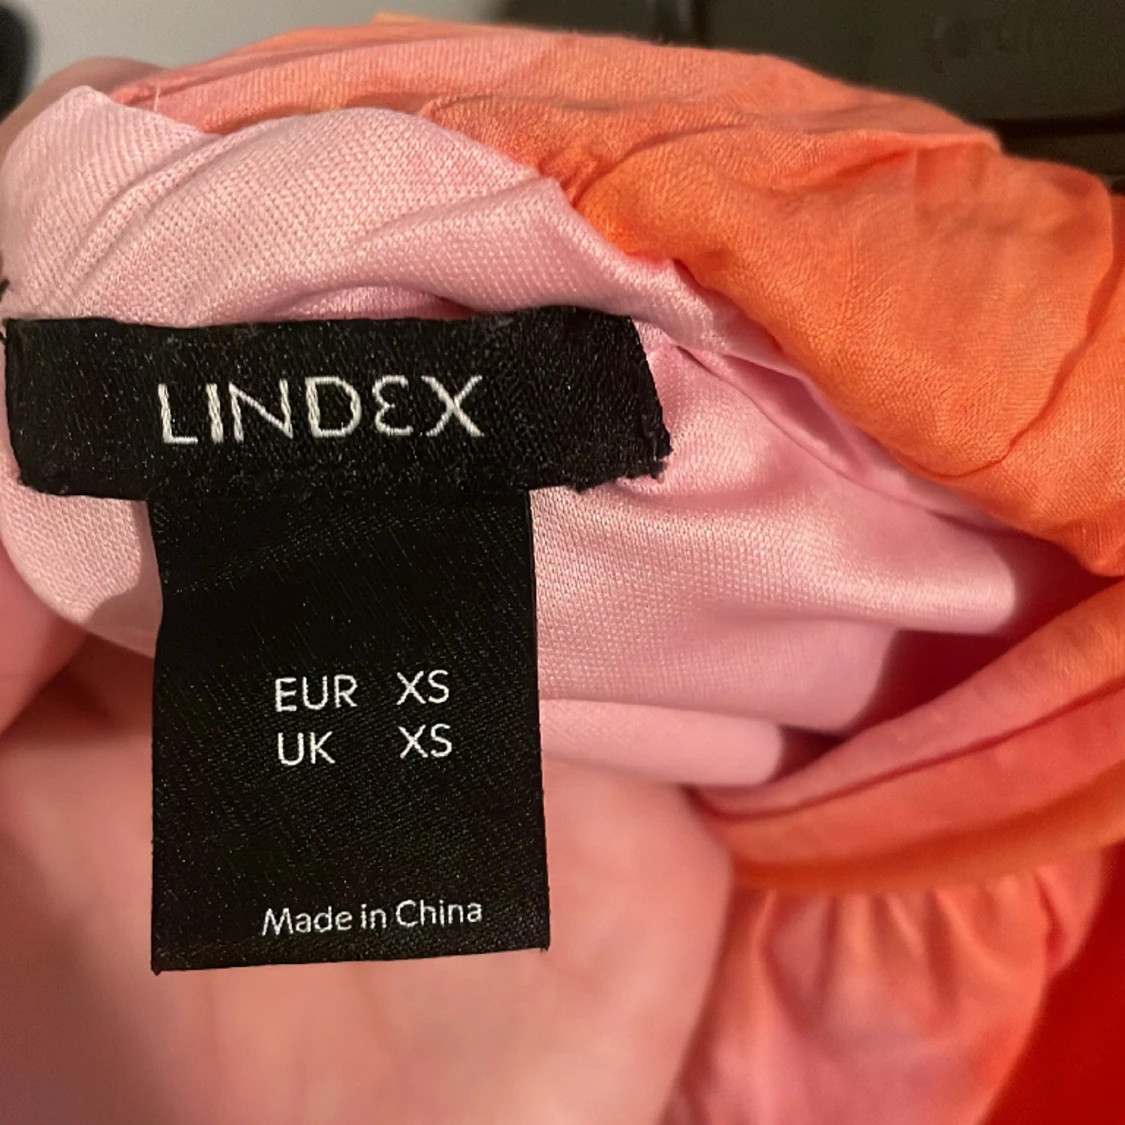 LINDEX
EUR XS
UK XS
Made in China